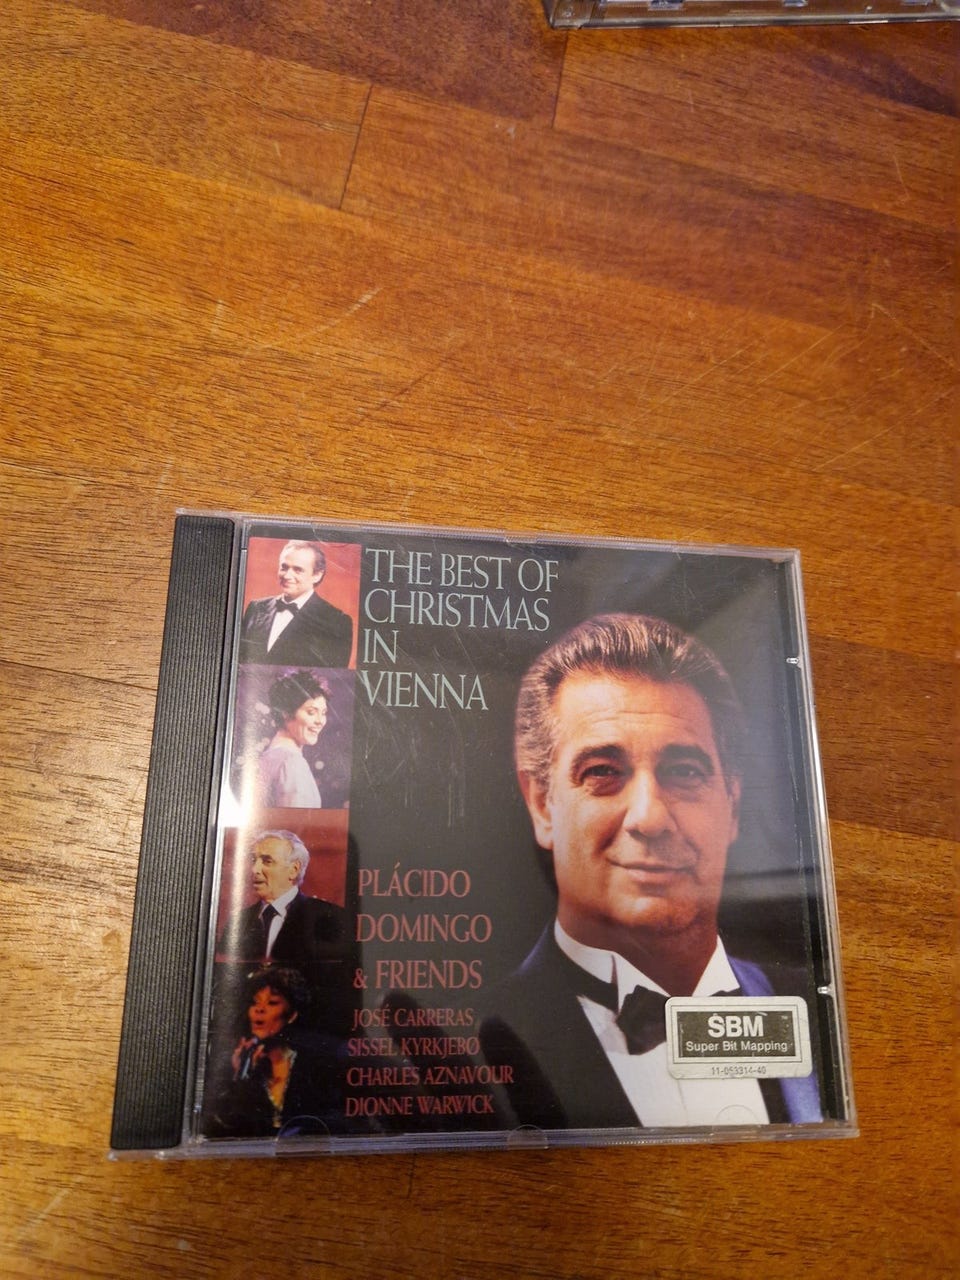 THE BEST OF
CHRISTMAS
IN
VIENNA
PLÁCIDO
DOMINGO
& FRIENDS
JOSÉ CARRERAS
SISSEL KYRKJEBØ
CHARLES AZNAVOUR
DIONNE WARWICK
SBM
Super Bit Mapping
11-053314-40